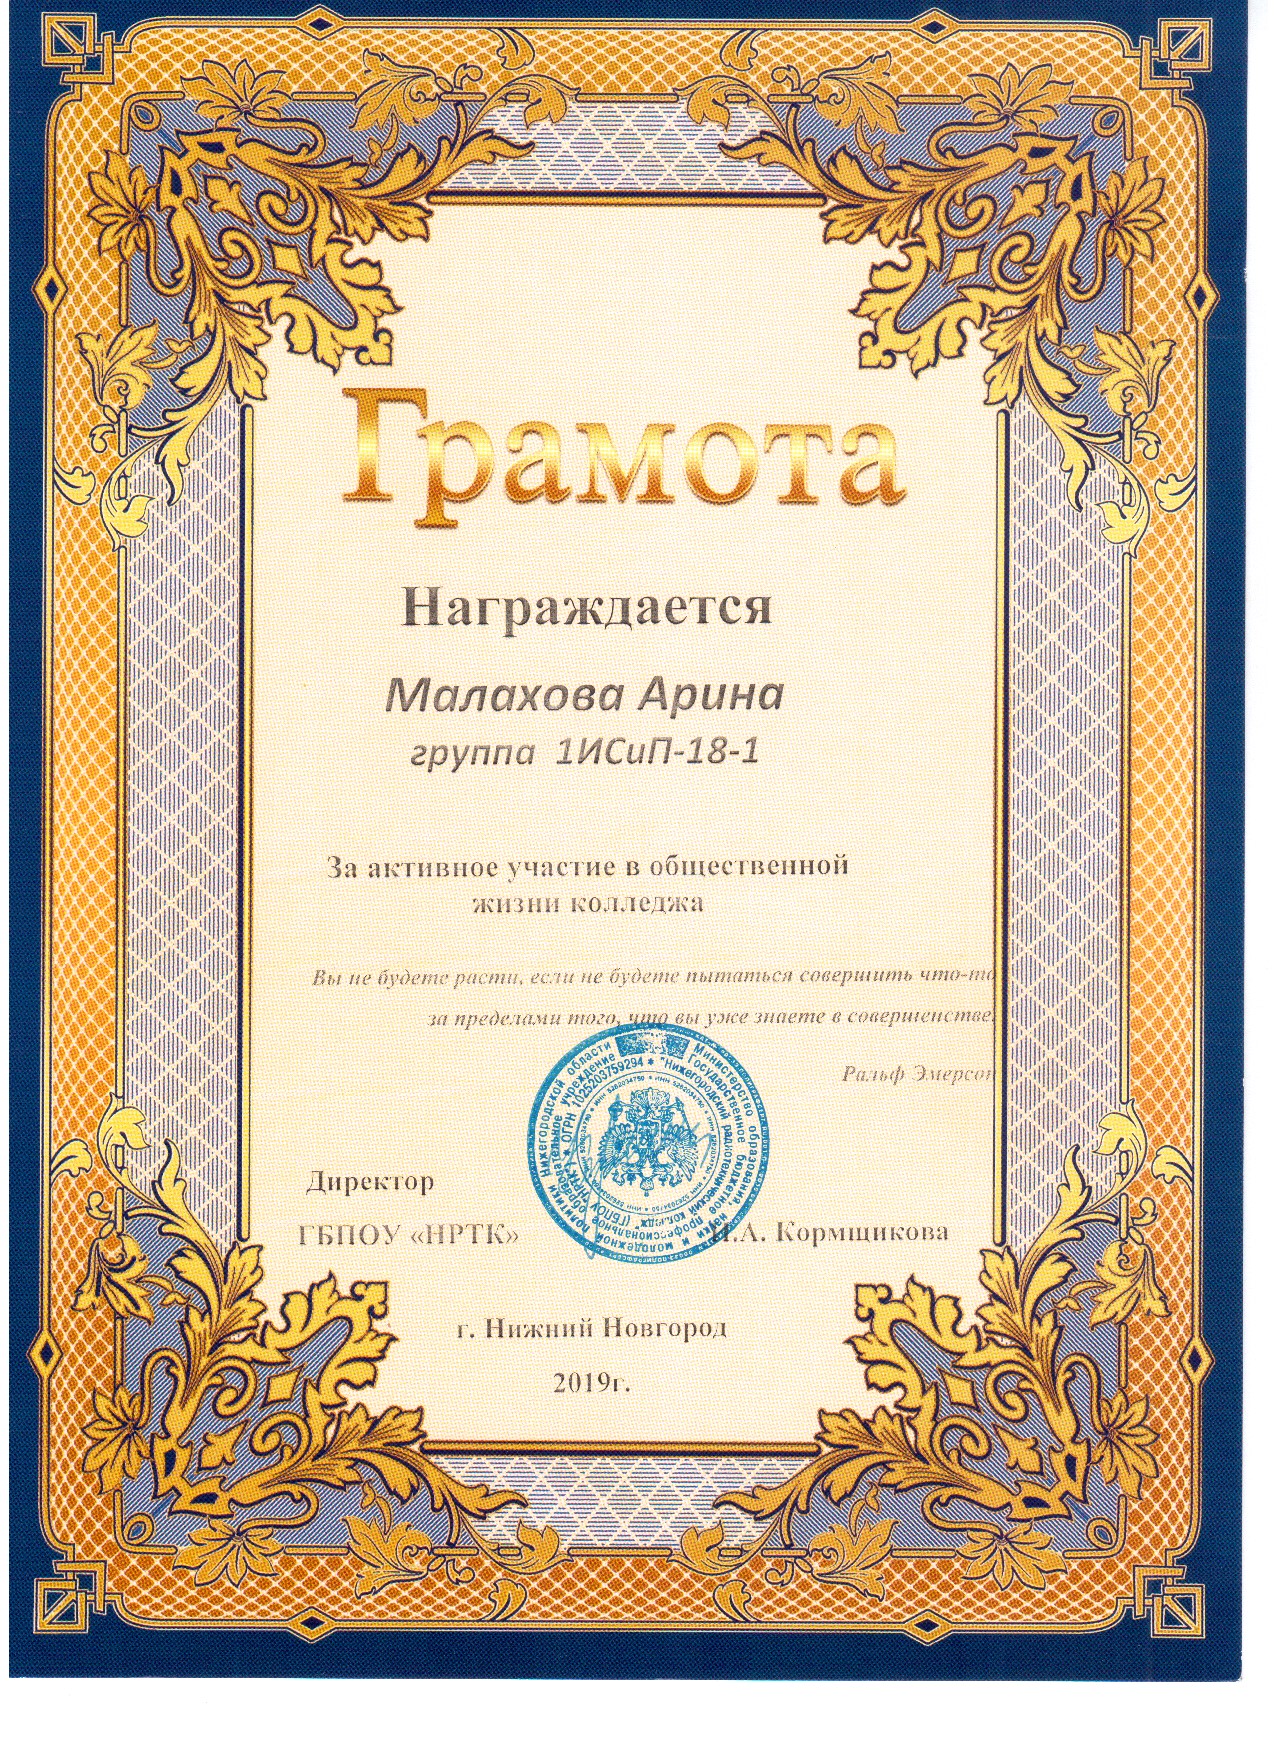 Грамота
Награждается
Малахова Арина
группа 1ИСиП-18-1
За активное участие в общественной
жизни колледжа
Вы не будете расти, если не будете пытаться совершить что-то
за пределами того, что вы уже знаете в совершенстве.
Ральф Эмерсон
Директор
ГБПОУ «НРТК»
А. Кормщикова
г. Нижний Новгород
2019г.
Министерство образования, науки и молодежной политики Нижегородской области
Государственное бюджетное профессиональное образовательное учреждение
"Нижегородский радиотехнический колледж" (ГБПОУ "НРТК") * ОГРН 1025203759294 *